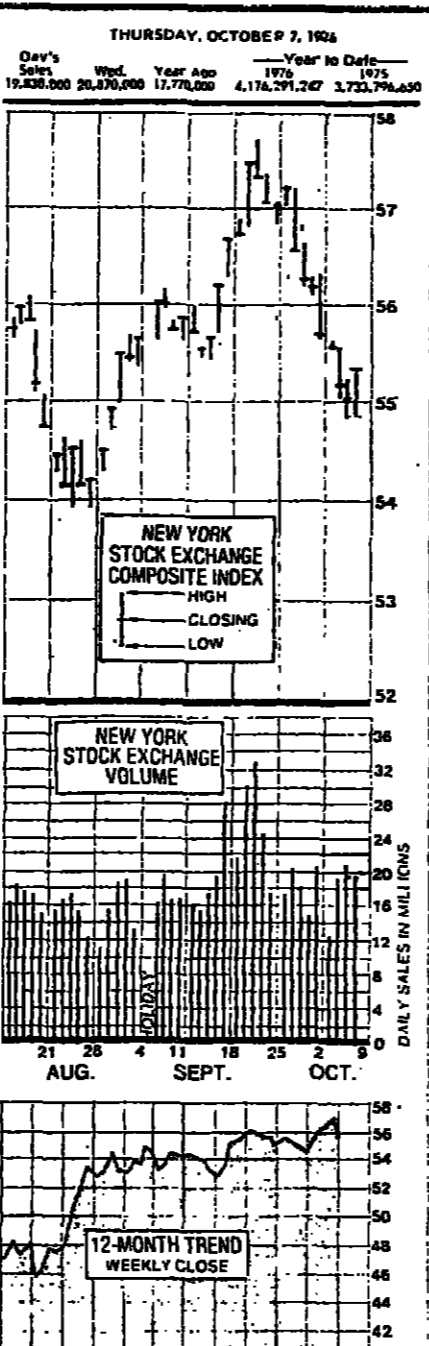 THURSDAY, OCTOBER 7, 1976
Day's Sales Wed. Year Ago Year to Date
1976 1975
19,830,000 20,870,000 17,770,000 4,176,291,267 3,733,796,650
58
57
56
55
54
53
52
NEW YORK
STOCK EXCHANGE
COMPOSITE INDEX
HIGH
CLOSING
LOW
NEW YORK
STOCK EXCHANGE
VOLUME
36
32
28
24
20
16
12
8
4
0
DAILY SALES IN MILLIONS
HOLIDAY
21 28 4 11 18 25 2 9
AUG. SEPT. OCT.
58
56
54
52
50
48
46
44
42
12-MONTH TREND
WEEKLY CLOSE